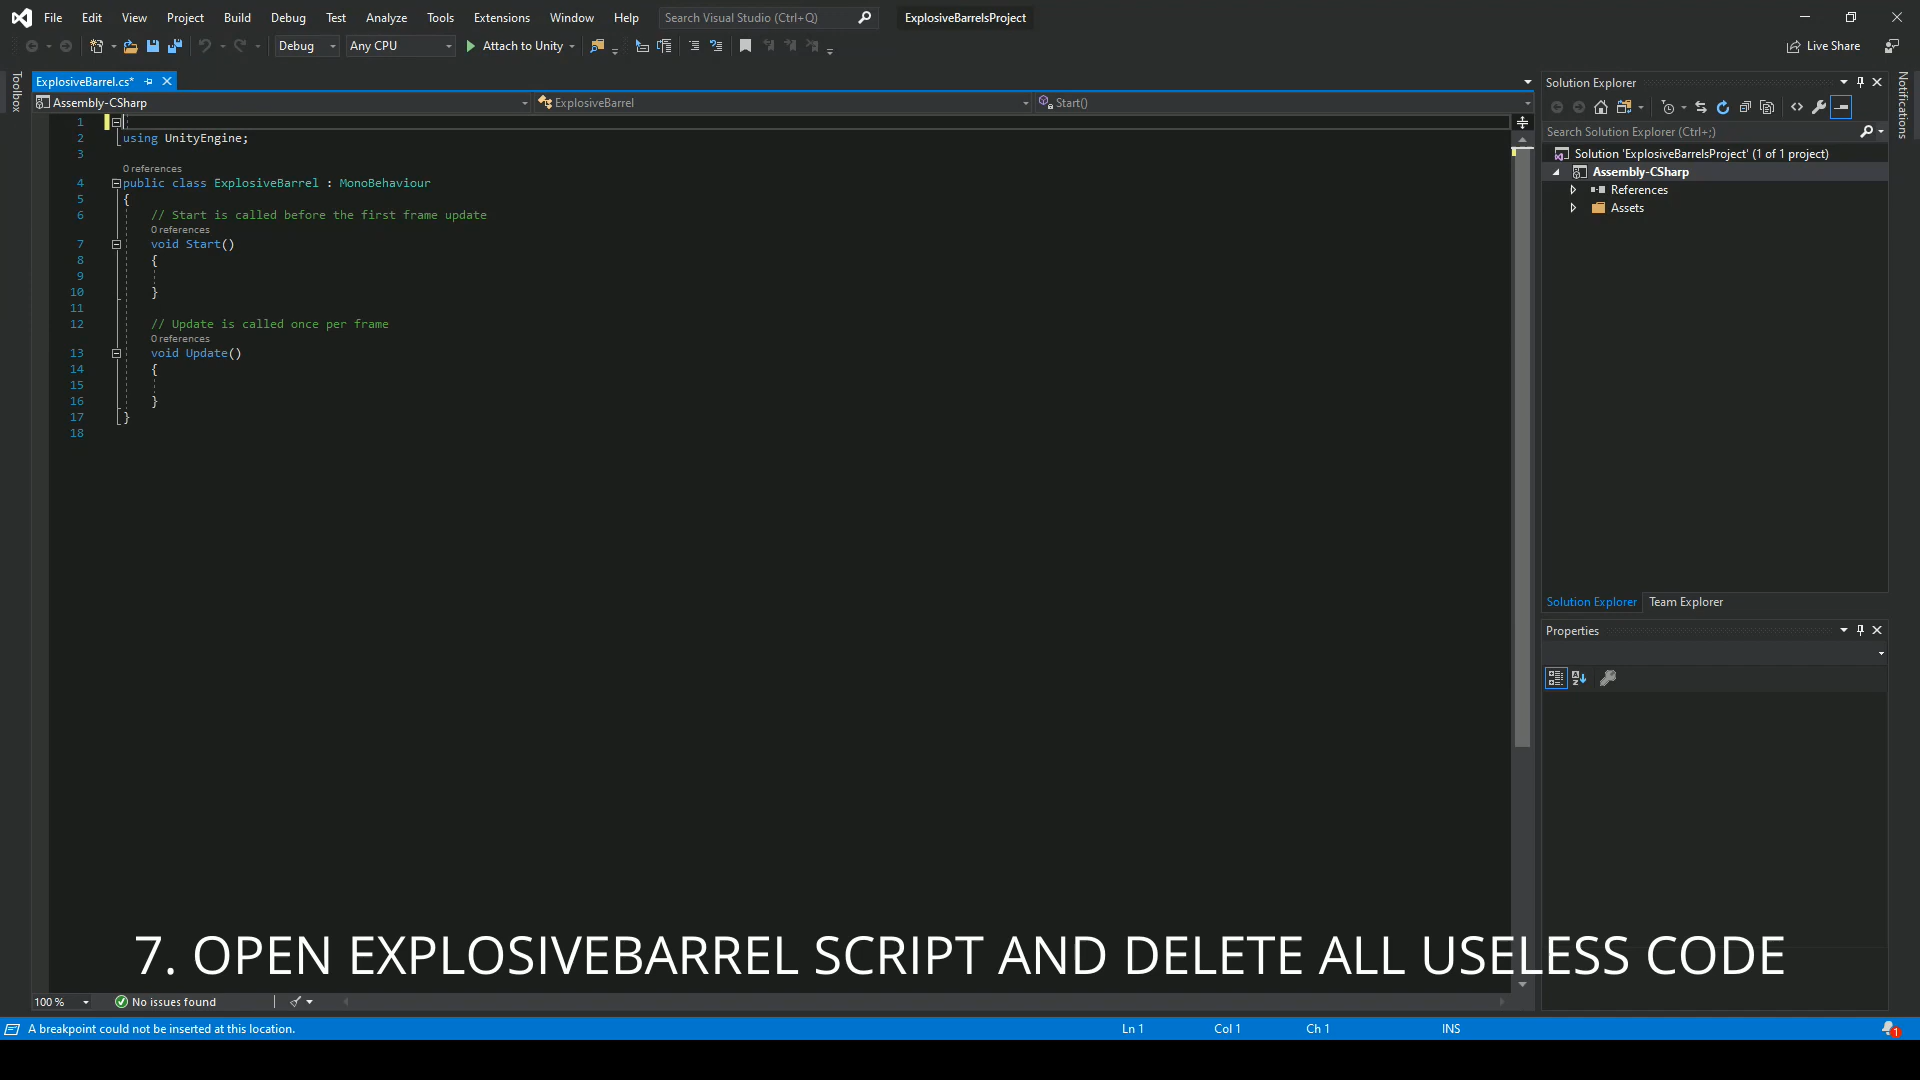 File Edit View Project Build Debug Test Analyze Tools Extensions Window Help Search Visual Studio (Ctrl+Q) ExplosiveBarrelsProject
Debug Any CPU Attach to Unity Live Share
Toolbox
ExplosiveBarrel.cs*
Assembly-CSharp ExplosiveBarrel Start()
1
2 using UnityEngine;
3
0 references
4 public class ExplosiveBarrel : MonoBehaviour
5 {
6 // Start is called before the first frame update
0 references
7 void Start()
8 {
9
10 }
11
12 // Update is called once per frame
0 references
13 void Update()
14 {
15
16 }
17 }
18
Solution Explorer
Search Solution Explorer (Ctrl+;)
Solution 'ExplosiveBarrelsProject' (1 of 1 project)
Assembly-CSharp
References
Assets
Solution Explorer Team Explorer
Properties
Notifications
7. OPEN EXPLOSIVEBARREL SCRIPT AND DELETE ALL USELESS CODE
100 % No issues found
A breakpoint could not be inserted at this location. Ln 1 Col 1 Ch 1 INS 1